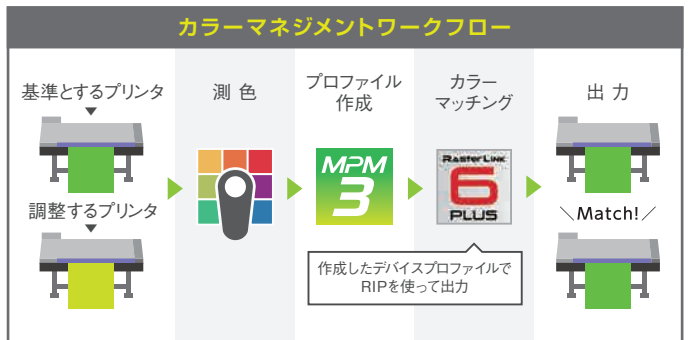 カラーマネジメントワークフロー
基準とするプリンタ
調整するプリンタ
測 色
プロファイル
作成
MPM
3
カラー
マッチング
RasterLink
6
PLUS
作成したデバイスプロファイルで
RIPを使って出力
出 力
＼Match!／